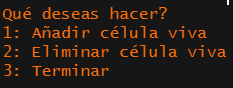 Qué deseas hacer?
1: Añadir célula viva
2: Eliminar célula viva
3: Terminar